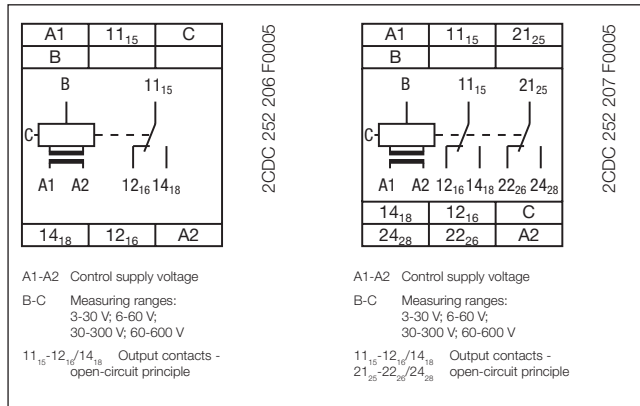 A1 11₁₅ C
B
B 11₁₅
C
A1 A2 12₁₆ 14₁₈
14₁₈ 12₁₆ A2
2CDC 252 206 F0005
A1-A2 Control supply voltage
B-C Measuring ranges:
3-30 V; 6-60 V;
30-300 V; 60-600 V
11₁₅-12₁₆/14₁₈ Output contacts -
open-circuit principle
A1 11₁₅ 21₂₅
B
B 11₁₅ 21₂₅
C
A1 A2 12₁₆ 14₁₈ 22₂₆ 24₂₈
14₁₈ 12₁₆ C
24₂₈ 22₂₆ A2
2CDC 252 207 F0005
A1-A2 Control supply voltage
B-C Measuring ranges:
3-30 V; 6-60 V;
30-300 V; 60-600 V
11₁₅-12₁₆/14₁₈ Output contacts -
21₂₅-22₂₆/24₂₈ open-circuit principle